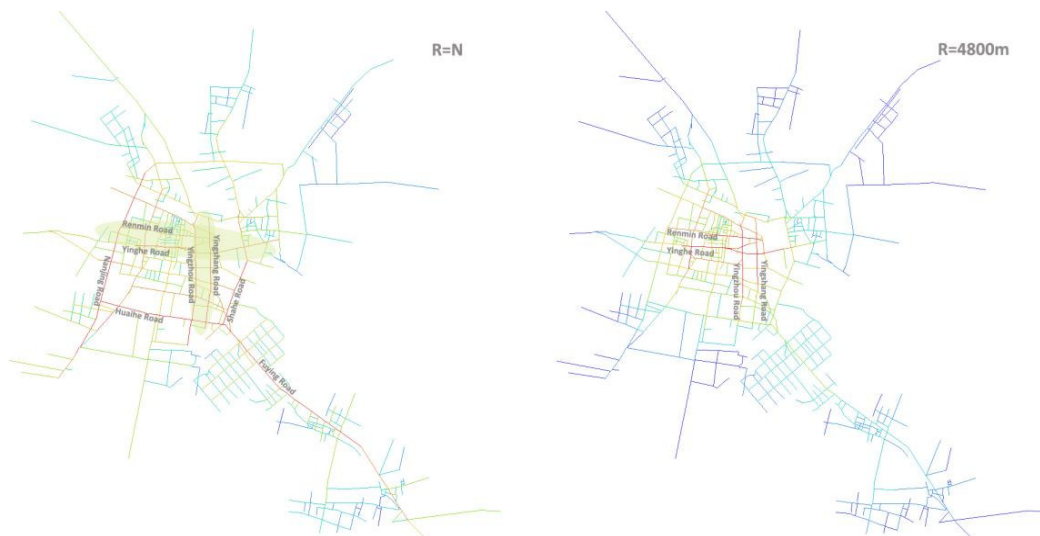 R=N
Renmin Road
Yinghe Road
Nanjing Road
Yingzhou Road
Yingshang Road
Shahe Road
Huaihe Road
Fuying Road
R=4800m
Renmin Road
Yinghe Road
Yingzhou Road
Yingshang Road